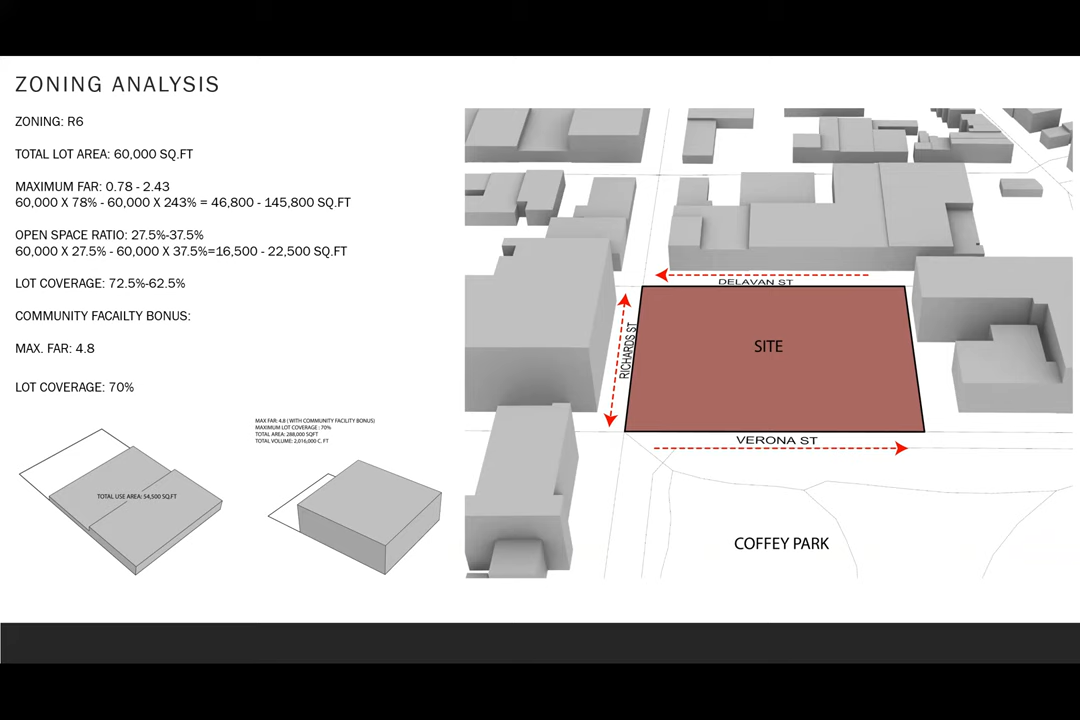 ZONING ANALYSIS
ZONING: R6
TOTAL LOT AREA: 60,000 SQ.FT
MAXIMUM FAR: 0.78 - 2.43
60,000 X 78% - 60,000 X 243% = 46,800 - 145,800 SQ.FT
OPEN SPACE RATIO: 27.5%-37.5%
60,000 X 27.5% - 60,000 X 37.5%=16,500 - 22,500 SQ.FT
LOT COVERAGE: 72.5%-62.5%
COMMUNITY FACAILTY BONUS:
MAX. FAR: 4.8
LOT COVERAGE: 70%
TOTAL USE AREA: 54,500 SQ.FT
MAX FAR: 4.8 ( WITH COMMUNITY FACILITY BONUS)
MAXIMUM LOT COVERAGE : 70%
TOTAL AREA: 288,000 SQFT
TOTAL VOLUME: 2,016,000 C. FT
DELAVAN ST
RICHARDS ST
SITE
VERONA ST
COFFEY PARK